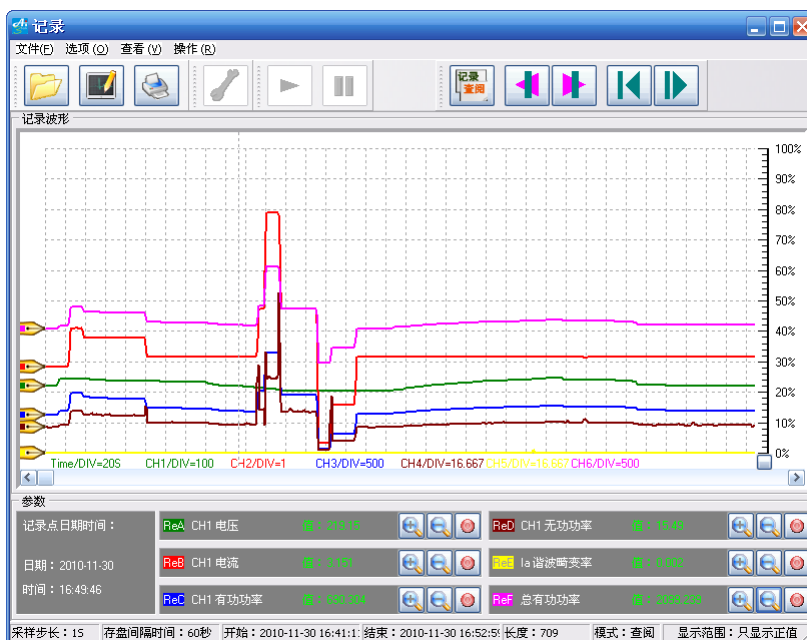 记录
文件(F) 选项(O) 查看(V) 操作(R)
记录
查阅
记录波形
100%
90%
80%
70%
60%
50%
40%
30%
20%
10%
0%
Time/DIV=20S CH1/DIV=100 CH2/DIV=1 CH3/DIV=500 CH4/DIV=16.667 CH5/DIV=16.667 CH6/DIV=500
参数
记录点日期时间：
日期：2010-11-30
时间：16:49:46
ReA CH1 电压 值：219.15
ReB CH1 电流 值：3.151
ReC CH1 有功功率 值：690.304
ReD CH1 无功功率 值：15.49
ReE Ia 谐波畸变率 值：0.002
ReF 总有功功率 值：2099.238
采样步长：1S 存盘间隔时间：60秒 开始：2010-11-30 16:41:1 结束：2010-11-30 16:52:5 长度：709 模式：查阅 显示范围：只显示正值